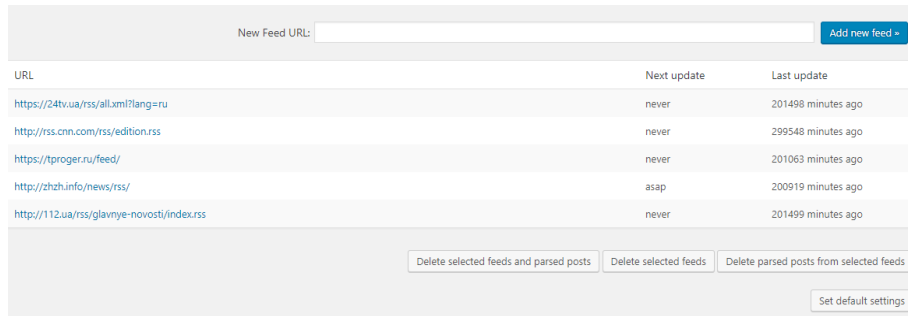 New Feed URL: Add new feed »
URL Next update Last update
https://24tv.ua/rss/all.xml?lang=ru never 201498 minutes ago
http://rss.cnn.com/rss/edition.rss never 299548 minutes ago
https://tproger.ru/feed/ never 201063 minutes ago
http://zhzh.info/news/rss/ asap 200919 minutes ago
http://112.ua/rss/glavnye-novosti/index.rss never 201499 minutes ago
Delete selected feeds and parsed posts Delete selected feeds Delete parsed posts from selected feeds
Set default settings